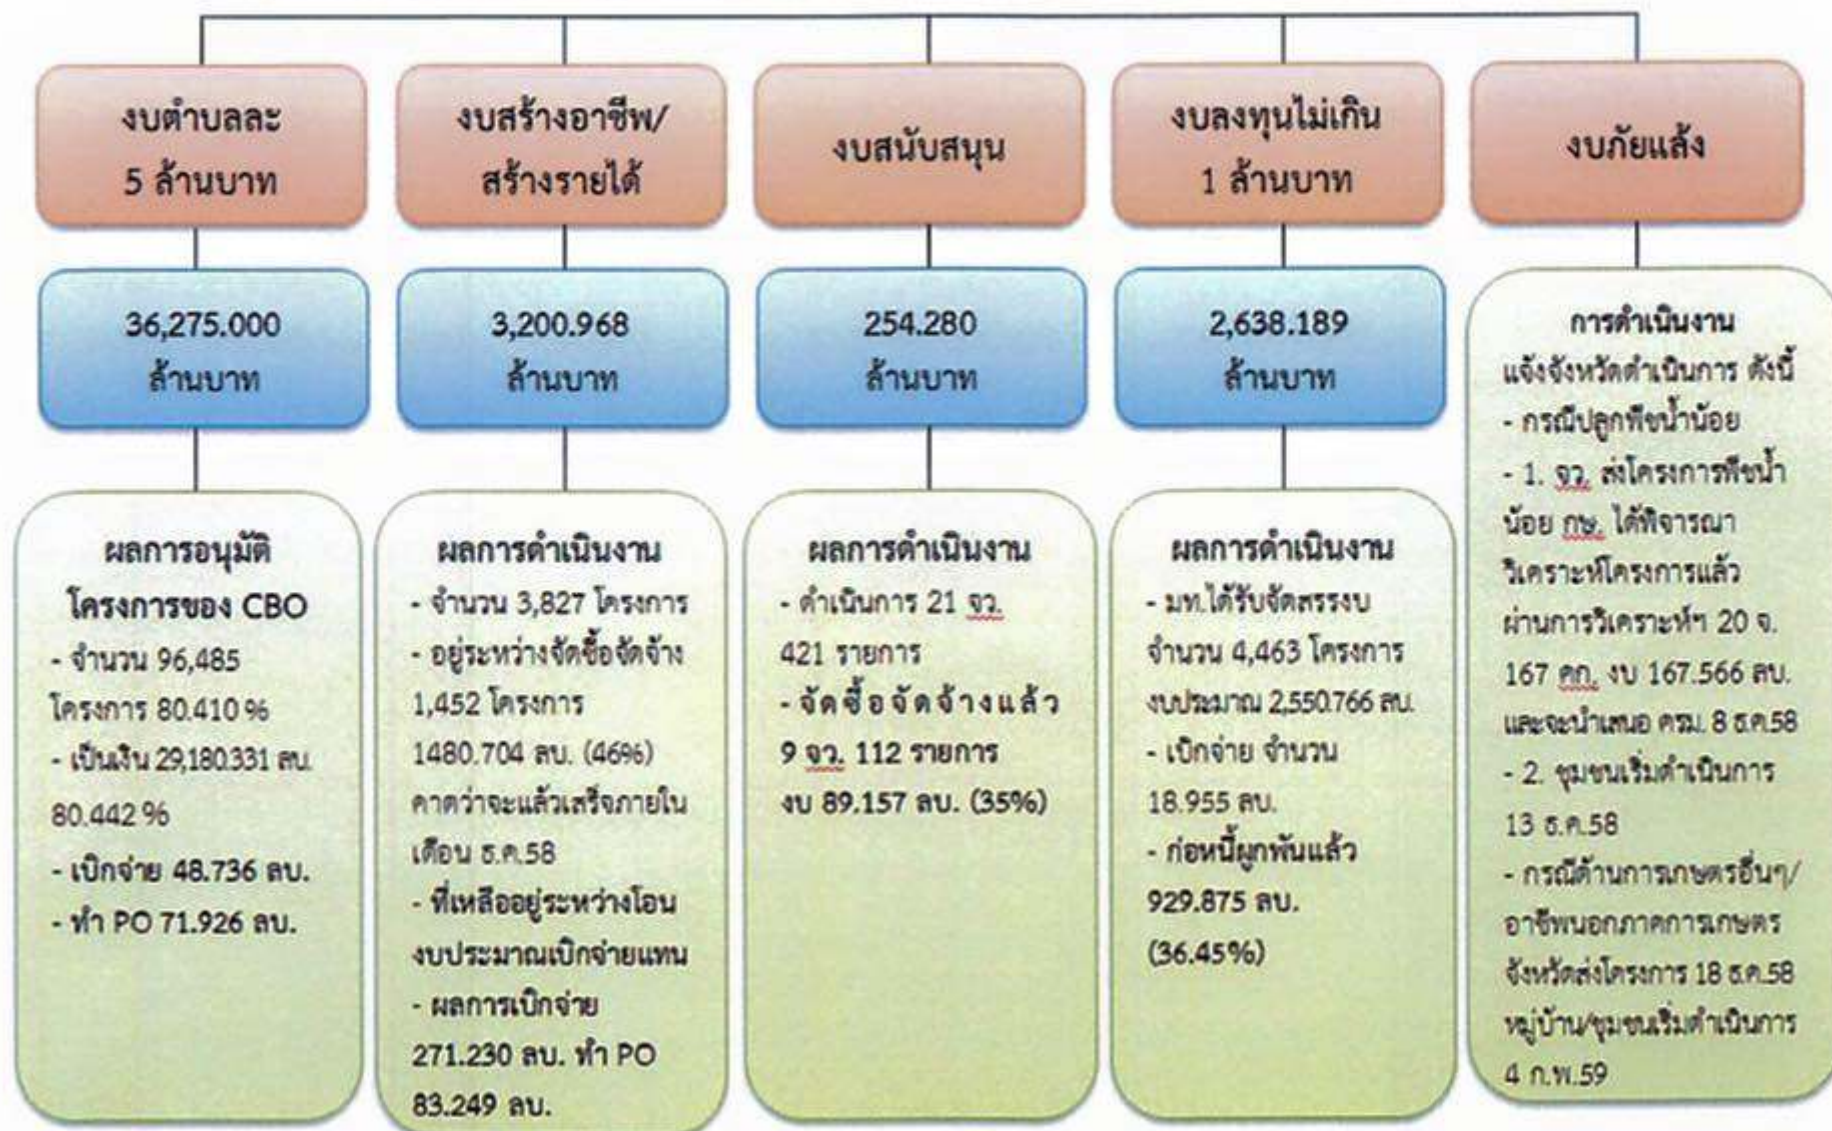 งบตำบลละ
5 ล้านบาท
36,275.000
ล้านบาท
ผลการอนุมัติ
โครงการของ CBO
- จำนวน 96,485
โครงการ 80.410 %
- เป็นเงิน 29,180.331 ลบ.
80.442 %
- เบิกจ่าย 48.736 ลบ.
- ทำ PO 71.926 ลบ.
งบสร้างอาชีพ/
สร้างรายได้
3,200.968
ล้านบาท
ผลการดำเนินงาน
- จำนวน 3,827 โครงการ
- อยู่ระหว่างจัดซื้อจัดจ้าง
1,452 โครงการ
1480.704 ลบ. (46%)
คาดว่าจะแล้วเสร็จภายใน
เดือน ธ.ค.58
- ที่เหลืออยู่ระหว่างโอน
งบประมาณเบิกจ่ายแทน
- ผลการเบิกจ่าย
271.230 ลบ. ทำ PO
83.249 ลบ.
งบสนับสนุน
254.280
ล้านบาท
ผลการดำเนินงาน
- ดำเนินการ 21 จว.
421 รายการ
- จัดซื้อจัดจ้างแล้ว
9 จว. 112 รายการ
งบ 89.157 ลบ. (35%)
งบลงทุนไม่เกิน
1 ล้านบาท
2,638.189
ล้านบาท
ผลการดำเนินงาน
- มท.ได้รับจัดสรรงบ
จำนวน 4,463 โครงการ
งบประมาณ 2,550.766 ลบ.
- เบิกจ่าย จำนวน
18.955 ลบ.
- ก่อหนี้ผูกพันแล้ว
929.875 ลบ.
(36.45%)
งบภัยแล้ง
การดำเนินงาน
แจ้งจังหวัดดำเนินการ ดังนี้
- กรณีปลูกพืชน้ำน้อย
- 1. จว. ส่งโครงการพืชน้ำ
น้อย กษ. ได้พิจารณา
วิเคราะห์โครงการแล้ว
ผ่านการวิเคราะห์ฯ 20 จ.
167 คก. งบ 167.566 ลบ.
และจะนำเสนอ ครม. 8 ธ.ค.58
- 2. ชุมชนเริ่มดำเนินการ
13 ธ.ค.58
- กรณีด้านการเกษตรอื่นๆ/
อาชีพนอกภาคการเกษตร
จังหวัดส่งโครงการ 18 ธ.ค.58
หมู่บ้าน/ชุมชนเริ่มดำเนินการ
4 ก.พ.59